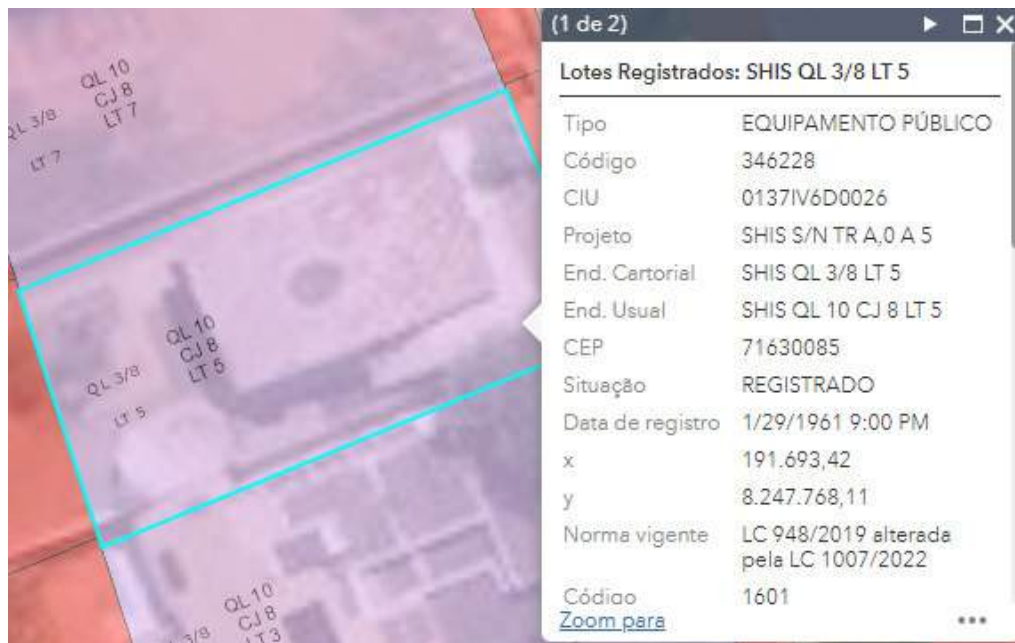 QL 10
CJ 8
LT 7
QL 3/8
LT 7
QL 10
CJ 8
LT 5
QL 3/8
LT 5
QL 10
CJ 8
LT 3
3/8
(1 de 2)
Lotes Registrados: SHIS QL 3/8 LT 5
Tipo EQUIPAMENTO PÚBLICO
Código 346228
CIU 0137IV6D0026
Projeto SHIS S/N TR A,0 A 5
End. Cartorial SHIS QL 3/8 LT 5
End. Usual SHIS QL 10 CJ 8 LT 5
CEP 71630085
Situação REGISTRADO
Data de registro 1/29/1961 9:00 PM
x 191.693,42
y 8.247.768,11
Norma vigente LC 948/2019 alterada
pela LC 1007/2022
Código 1601
Zoom para